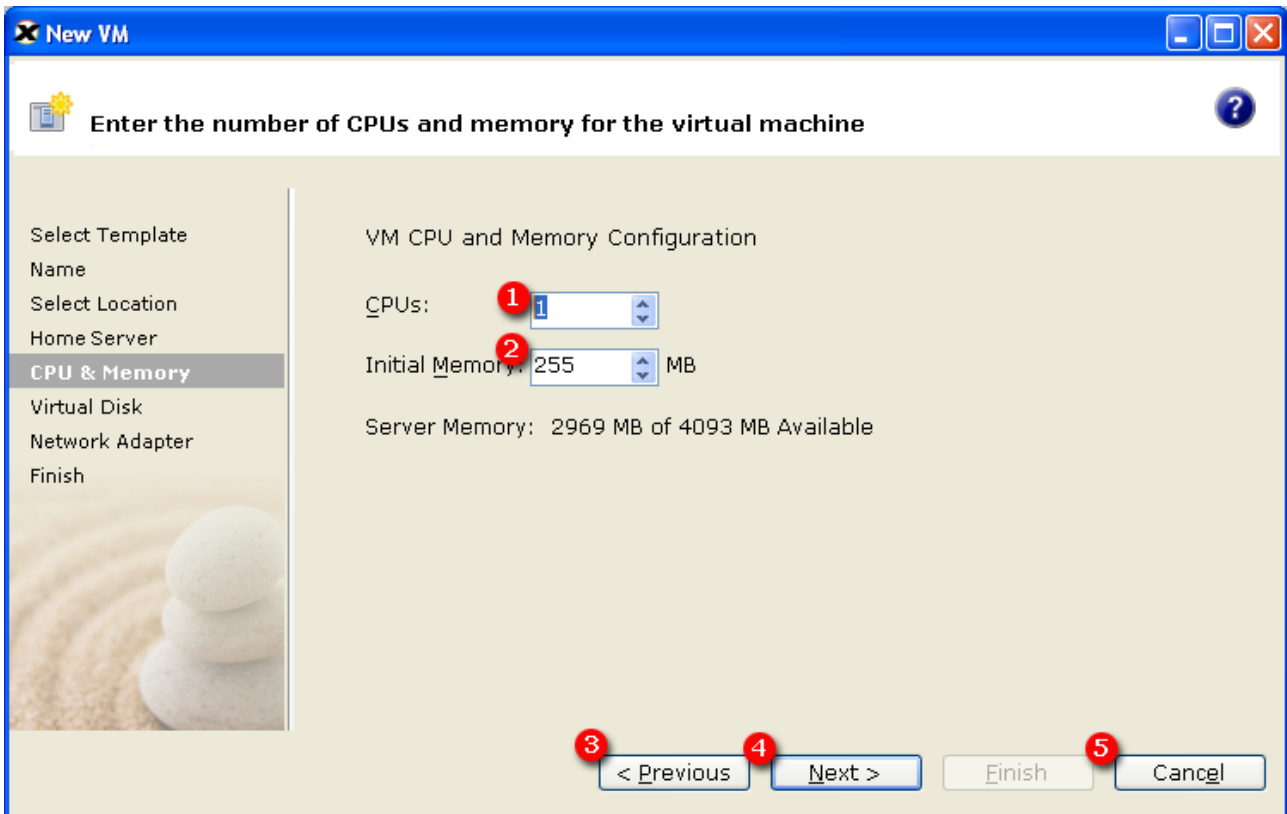 New VM
?
Enter the number of CPUs and memory for the virtual machine
Select Template
Name
Select Location
Home Server
CPU & Memory
Virtual Disk
Network Adapter
Finish
VM CPU and Memory Configuration
CPUs: 1 1
Initial Memory: 2 255 MB
Server Memory: 2969 MB of 4093 MB Available
3 < Previous 4 Next > Finish 5 Cancel